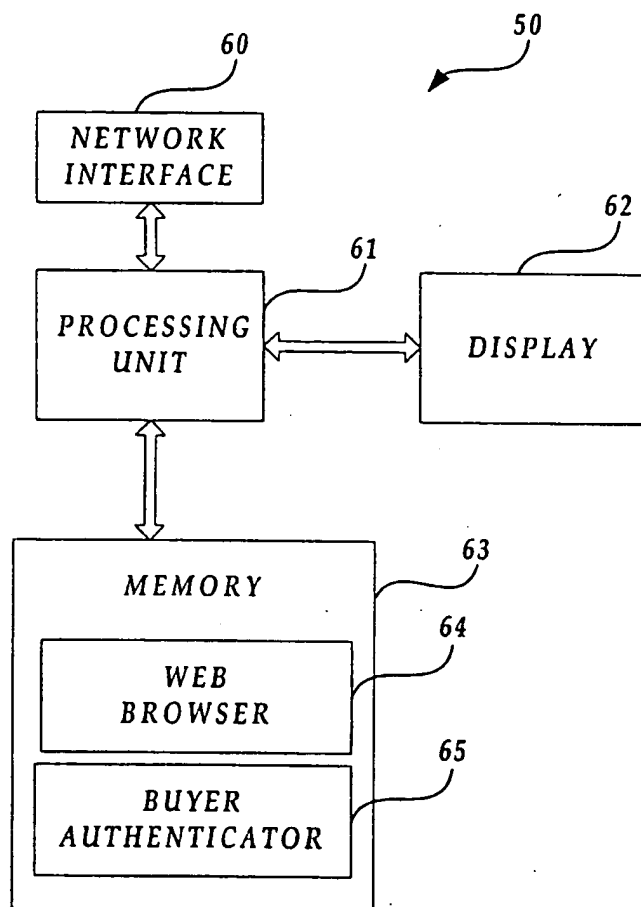 50
60
NETWORK
INTERFACE
62
61
PROCESSING
UNIT
DISPLAY
63
MEMORY
64
WEB
BROWSER
65
BUYER
AUTHENTICATOR